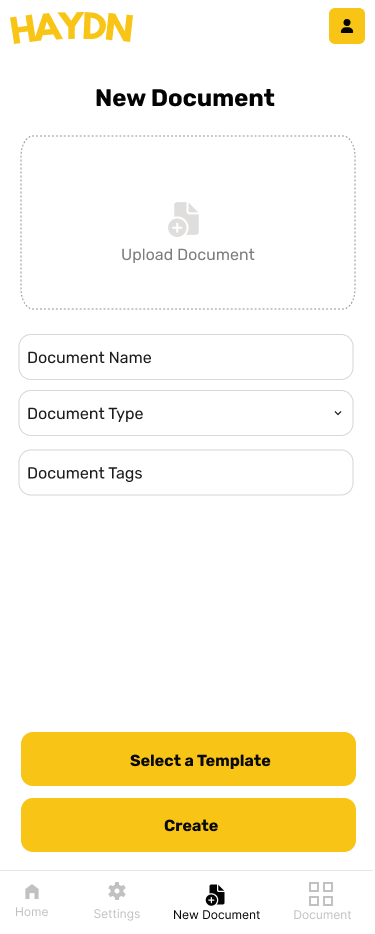 HAYDN
New Document
Upload Document
Document Name
Document Type
Document Tags
Select a Template
Create
Home
Settings
New Document
Document